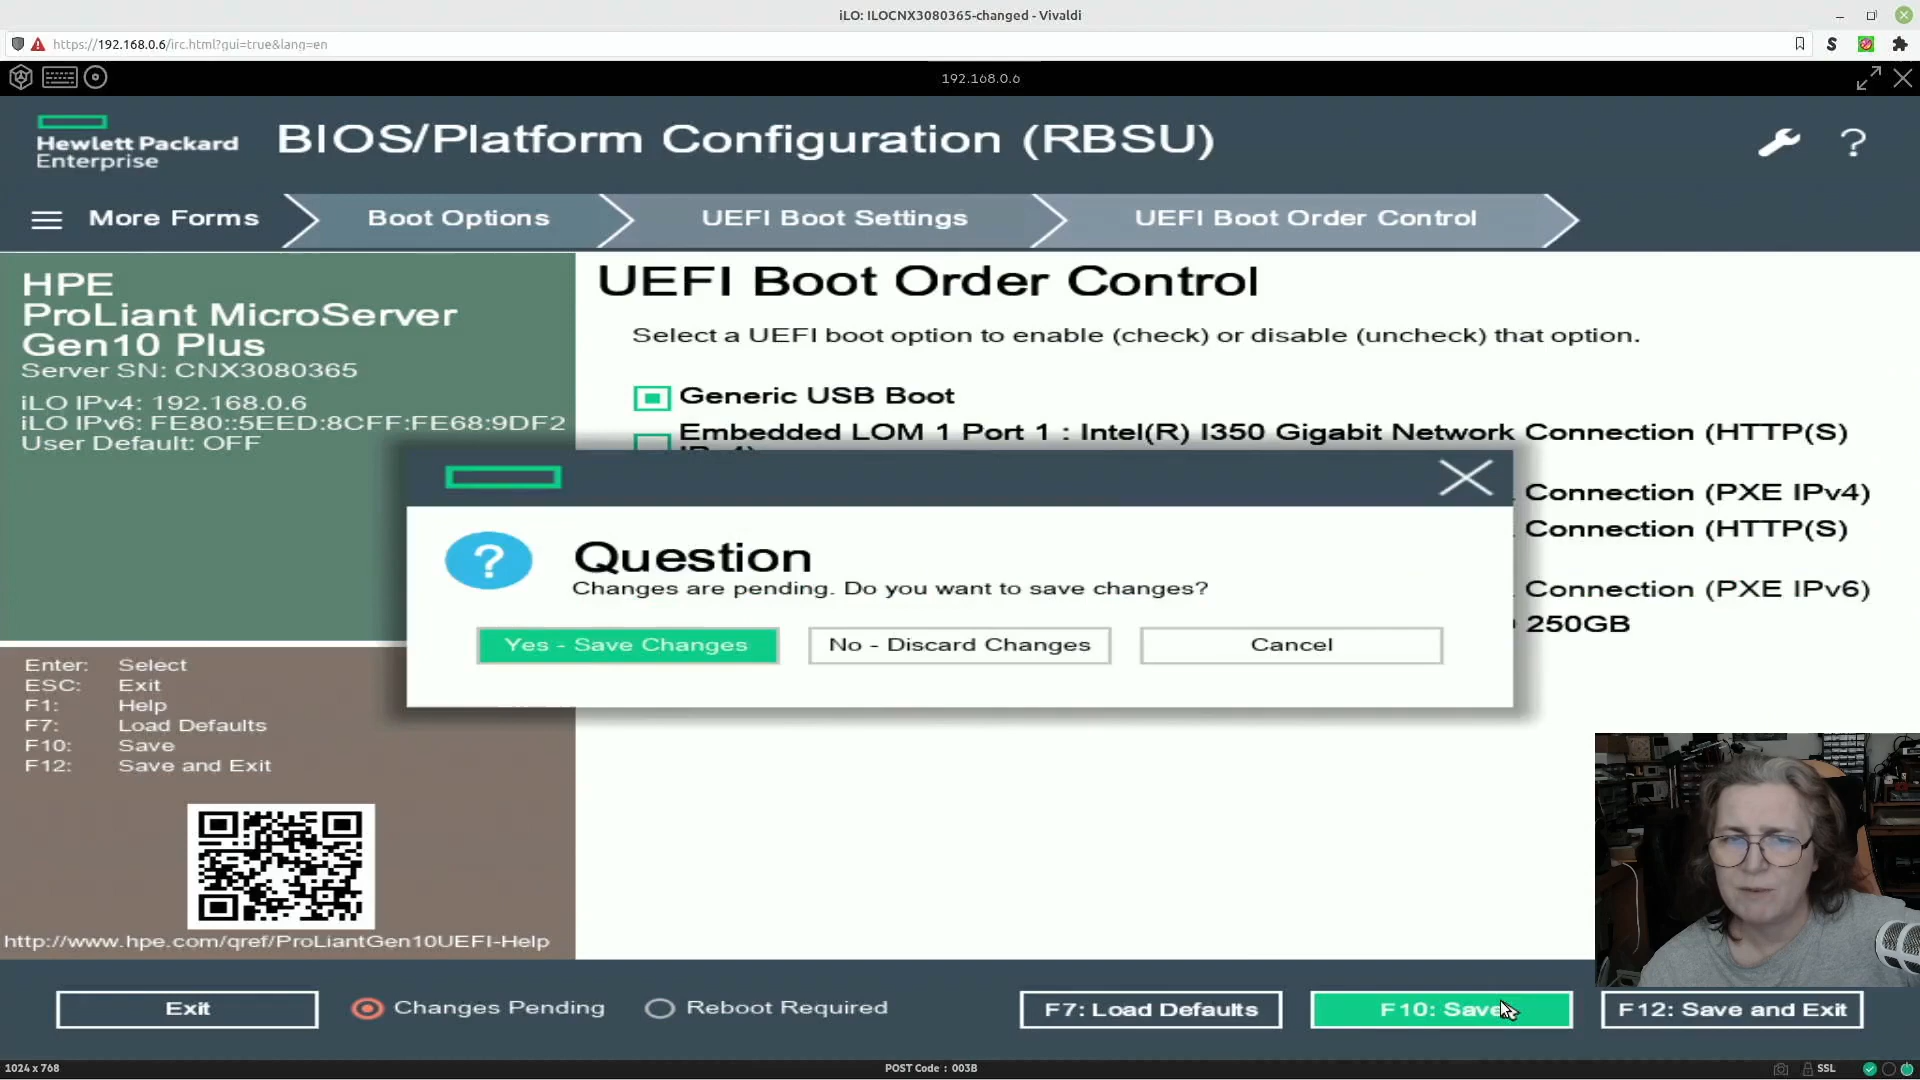 iLO: ILOCNX3080365-changed - Vivaldi
https://192.168.0.6/irc.html?gui=true&lang=en
192.168.0.6
Hewlett Packard
Enterprise
BIOS/Platform Configuration (RBSU)
More Forms
Boot Options
UEFI Boot Settings
UEFI Boot Order Control
HPE
ProLiant MicroServer
Gen10 Plus
Server SN: CNX3080365
iLO IPv4: 192.168.0.6
iLO IPv6: FE80::5EED:8CFF:FE68:9DF2
User Default: OFF
UEFI Boot Order Control
Select a UEFI boot option to enable (check) or disable (uncheck) that option.
Generic USB Boot
Embedded LOM 1 Port 1 : Intel(R) I350 Gigabit Network Connection (HTTP(S)
Connection (PXE IPv4)
Connection (HTTP(S)
Connection (PXE IPv6)
250GB
Question
Changes are pending. Do you want to save changes?
Yes - Save Changes
No - Discard Changes
Cancel
Enter: Select
ESC: Exit
F1: Help
F7: Load Defaults
F10: Save
F12: Save and Exit
http://www.hpe.com/qref/ProLiantGen10UEFI-Help
Exit
Changes Pending
Reboot Required
F7: Load Defaults
F10: Save
F12: Save and Exit
1024 x 768
POST Code : 003B
SSL